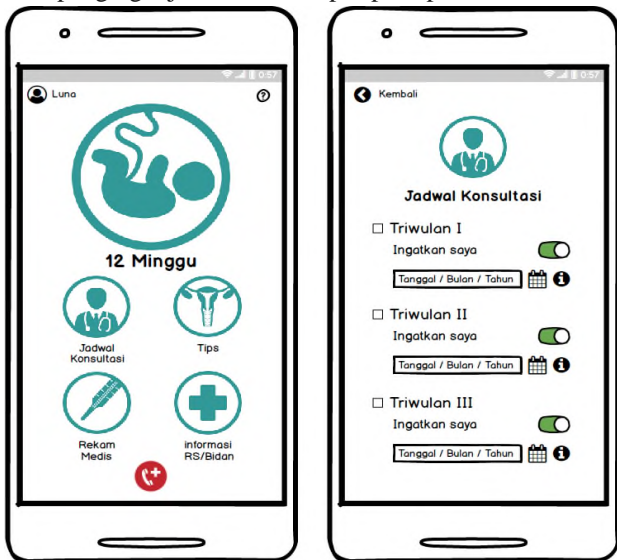 0:57
Luna
?
12 Minggu
Jadwal
Konsultasi
Tips
Rekam
Medis
informasi
RS/Bidan
0:57
Kembali
Jadwal Konsultasi
Triwulan I
Ingatkan saya
Tanggal / Bulan / Tahun
Triwulan II
Ingatkan saya
Tanggal / Bulan / Tahun
Triwulan III
Ingatkan saya
Tanggal / Bulan / Tahun